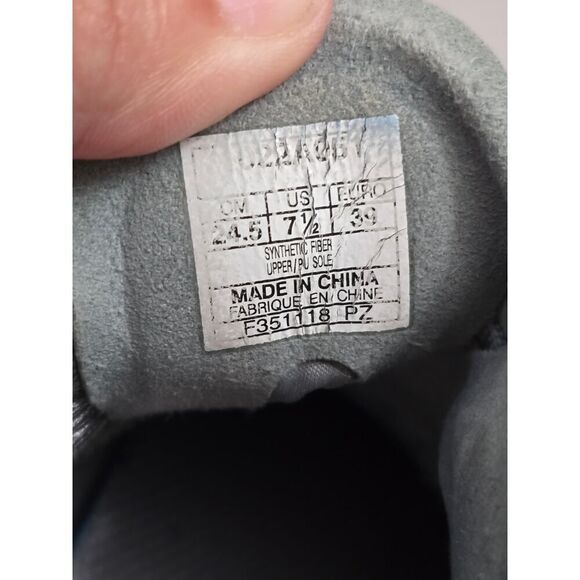 CM US EURO
24.5 7½ 39
SYNTHETIC FIBER
UPPER/PU SOLE
MADE IN CHINA
FABRIQUE EN CHINE
F351118 PZ